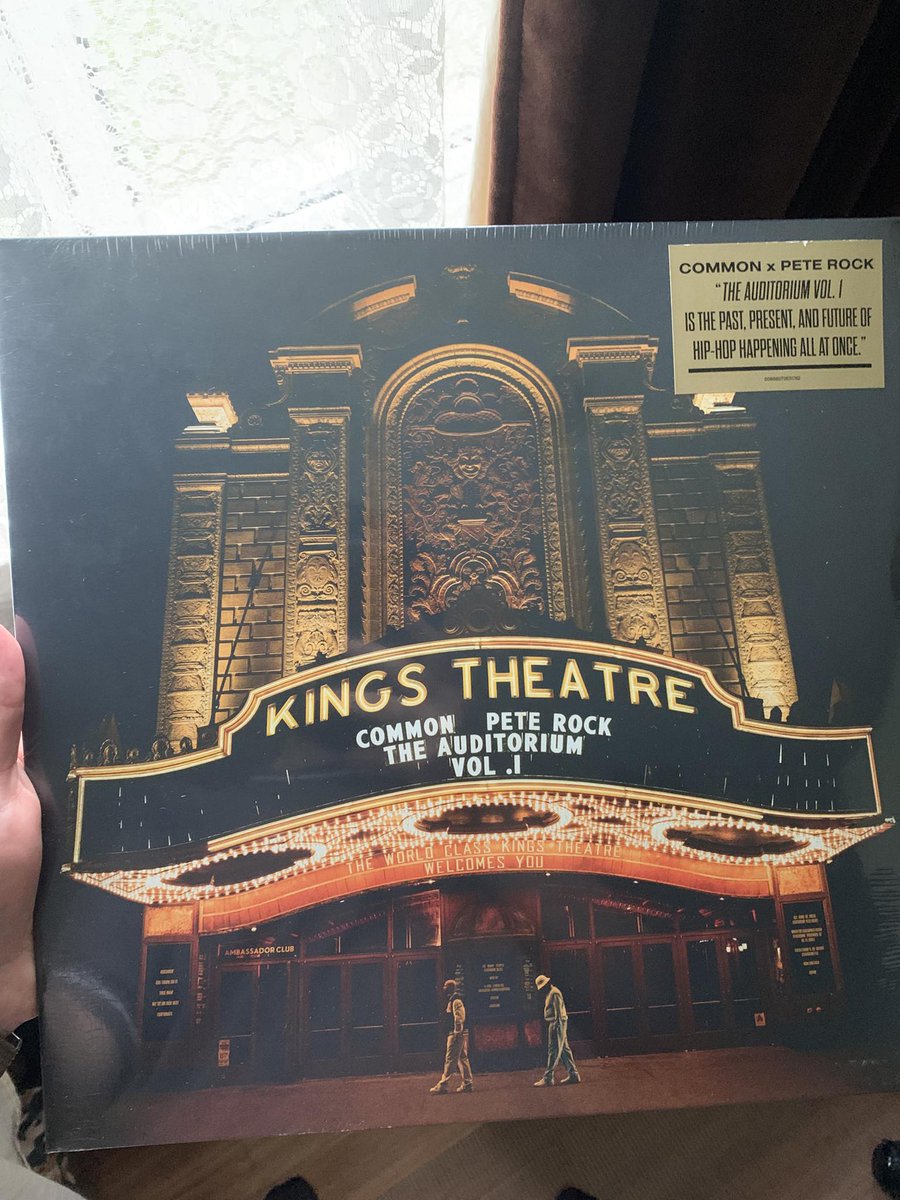 COMMON x PETE ROCK
"THE AUDITORIUM VOL. I
IS THE PAST, PRESENT, AND FUTURE OF
HIP-HOP HAPPENING ALL AT ONCE."
KINGS THEATRE
COMMON PETE ROCK
THE AUDITORIUM
VOL .I
THE WORLD CLASS KINGS THEATRE
WELCOMES YOU
AMBASSADOR CLUB